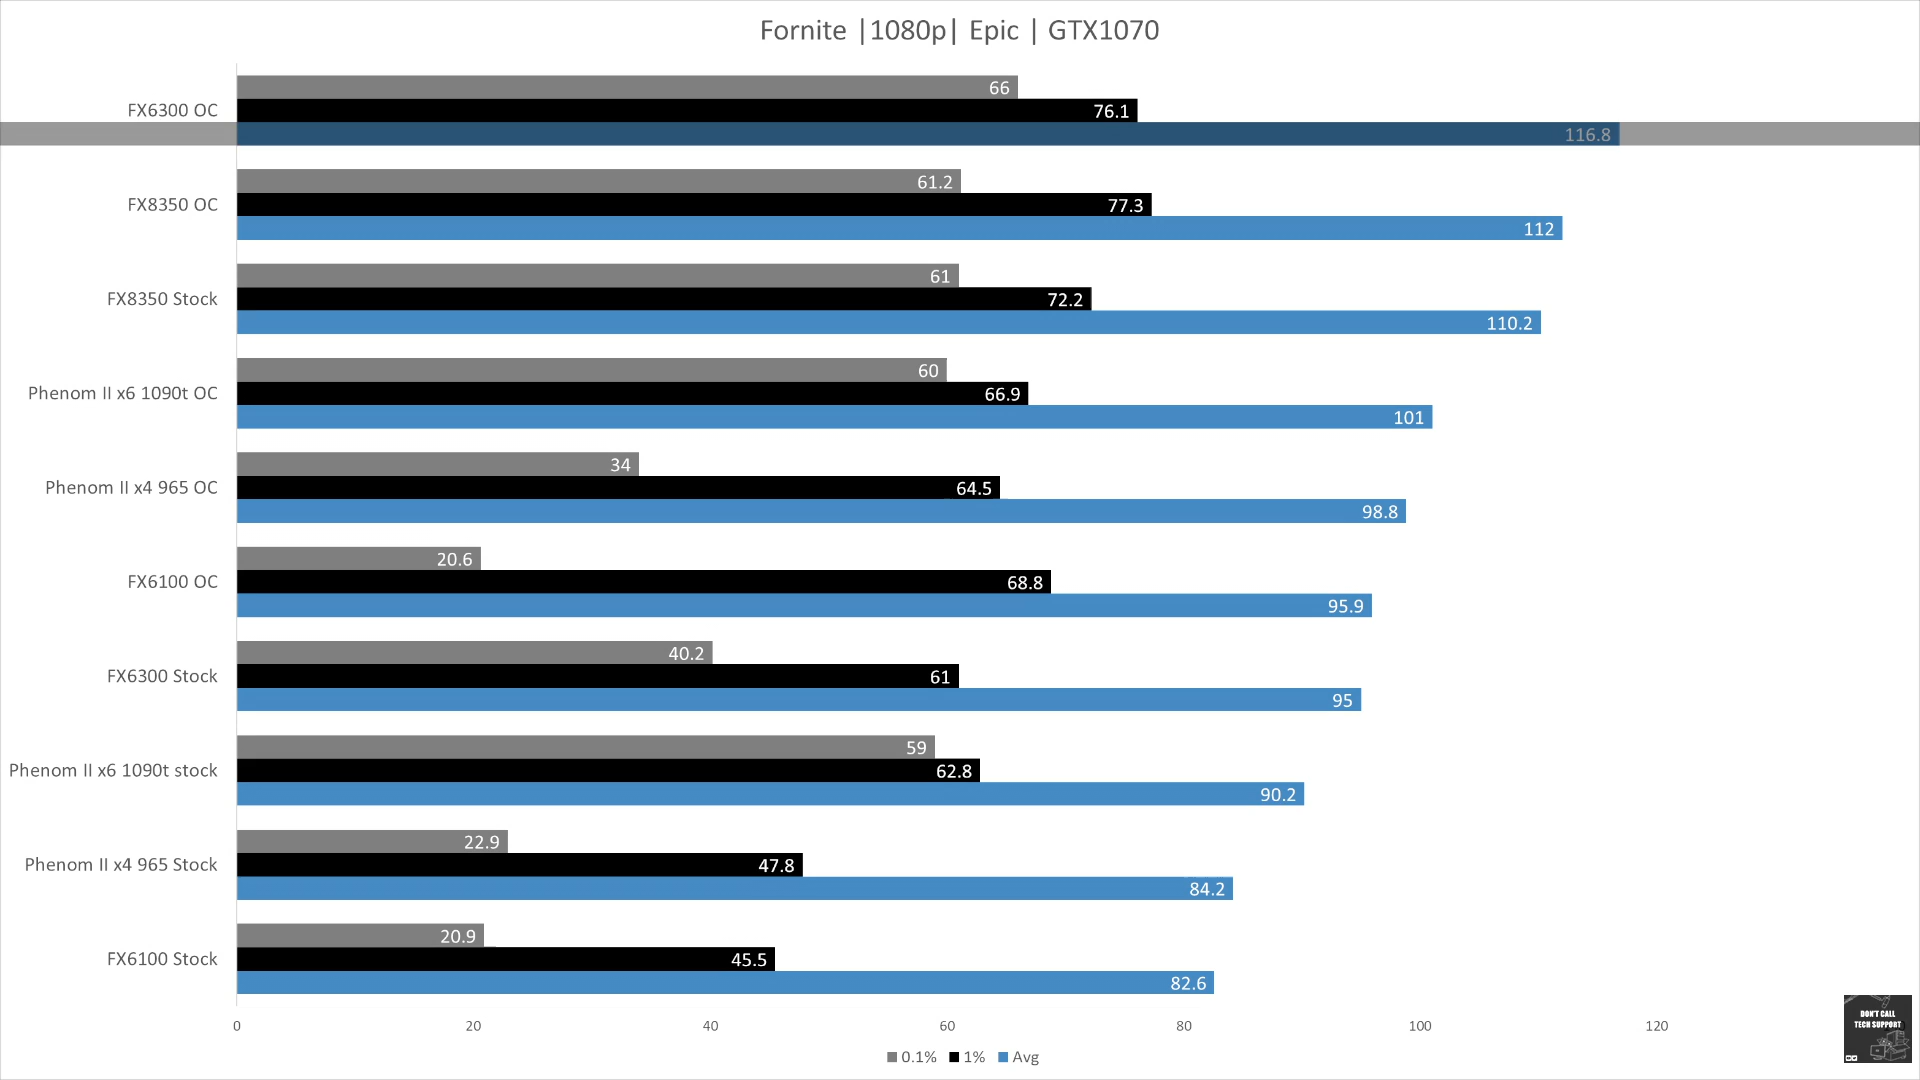 Fornite |1080p| Epic | GTX1070
FX6300 OC
66
76.1
116.8
FX8350 OC
61.2
77.3
112
FX8350 Stock
61
72.2
110.2
Phenom II x6 1090t OC
60
66.9
101
Phenom II x4 965 OC
34
64.5
98.8
FX6100 OC
20.6
68.8
95.9
FX6300 Stock
40.2
61
95
Phenom II x6 1090t stock
59
62.8
90.2
Phenom II x4 965 Stock
22.9
47.8
84.2
FX6100 Stock
20.9
45.5
82.6
0 20 40 60 80 100 120
0.1% 1% Avg
DON'T CALL
TECH SUPPORT